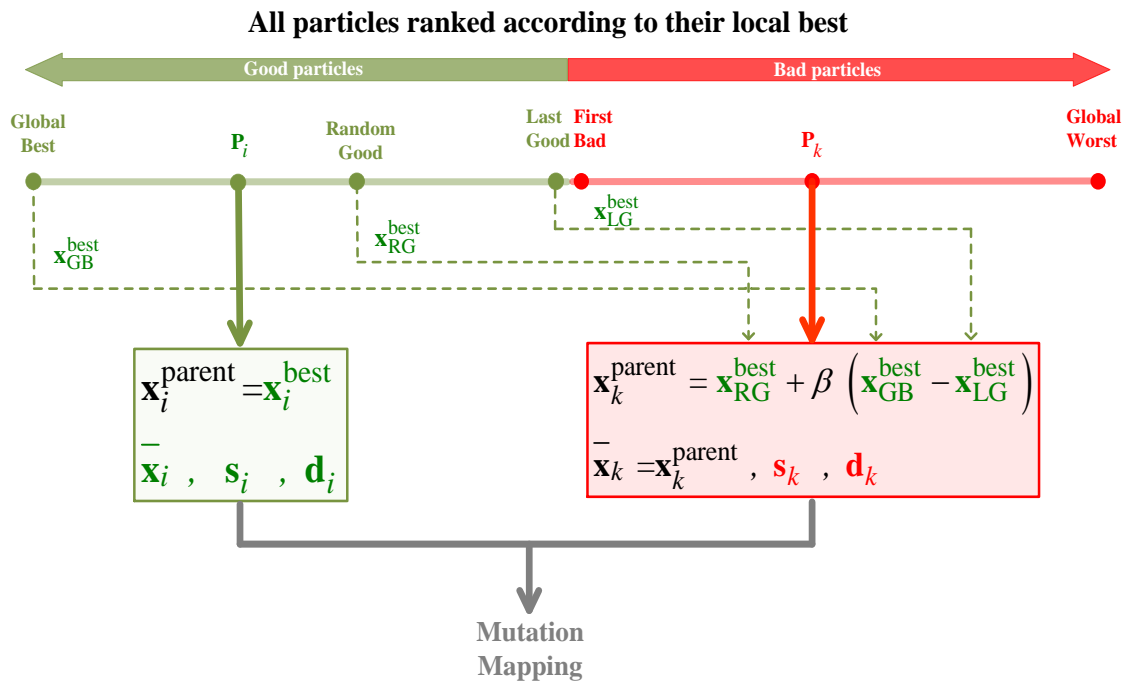 All particles ranked according to their local best
Good particles
Bad particles
Global
Best
P_i
Random
Good
Last
Good
First
Bad
P_k
Global
Worst
x_GB^best
x_RG^best
x_LG^best
x_i^parent = x_i^best
x̄_i , s_i , d_i
x_k^parent = x_RG^best + β (x_GB^best − x_LG^best)
x̄_k = x_k^parent , s_k , d_k
Mutation
Mapping